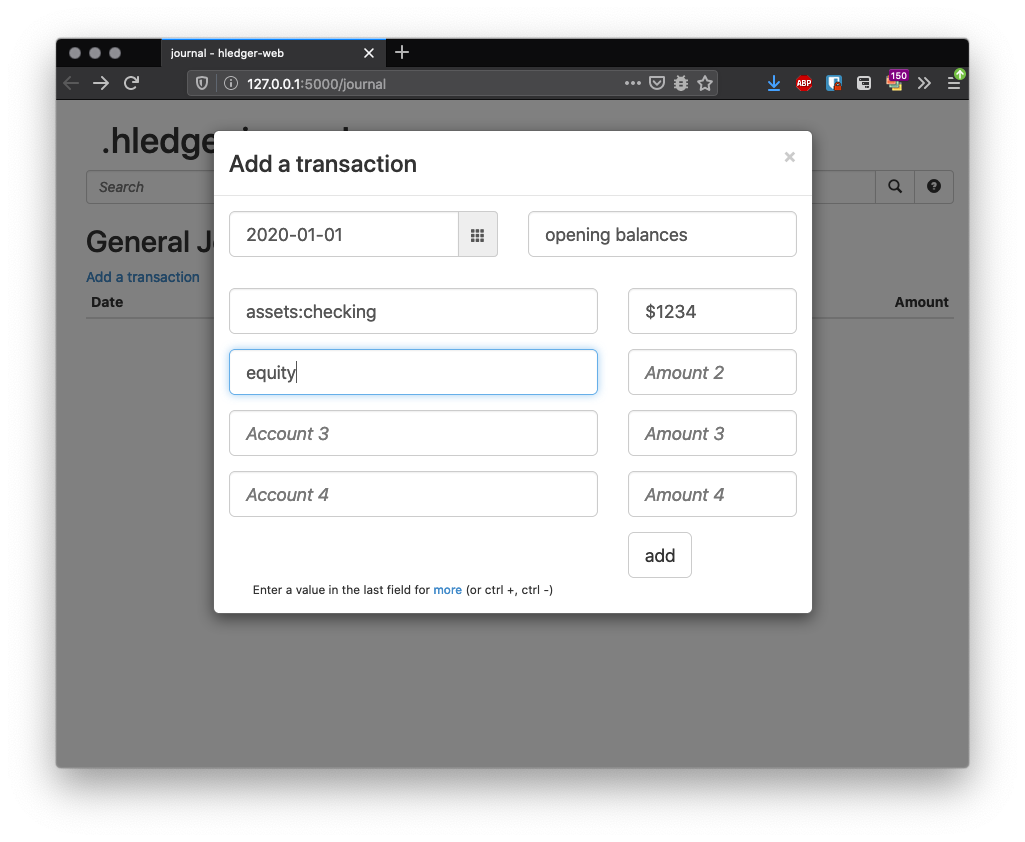 journal - hledger-web
127.0.0.1:5000/journal
ABP
150
.hledge
Add a transaction
Search
2020-01-01
opening balances
General J
Add a transaction
Date
Amount
assets:checking
$1234
equity
Amount 2
Account 3
Amount 3
Account 4
Amount 4
add
Enter a value in the last field for more (or ctrl +, ctrl -)